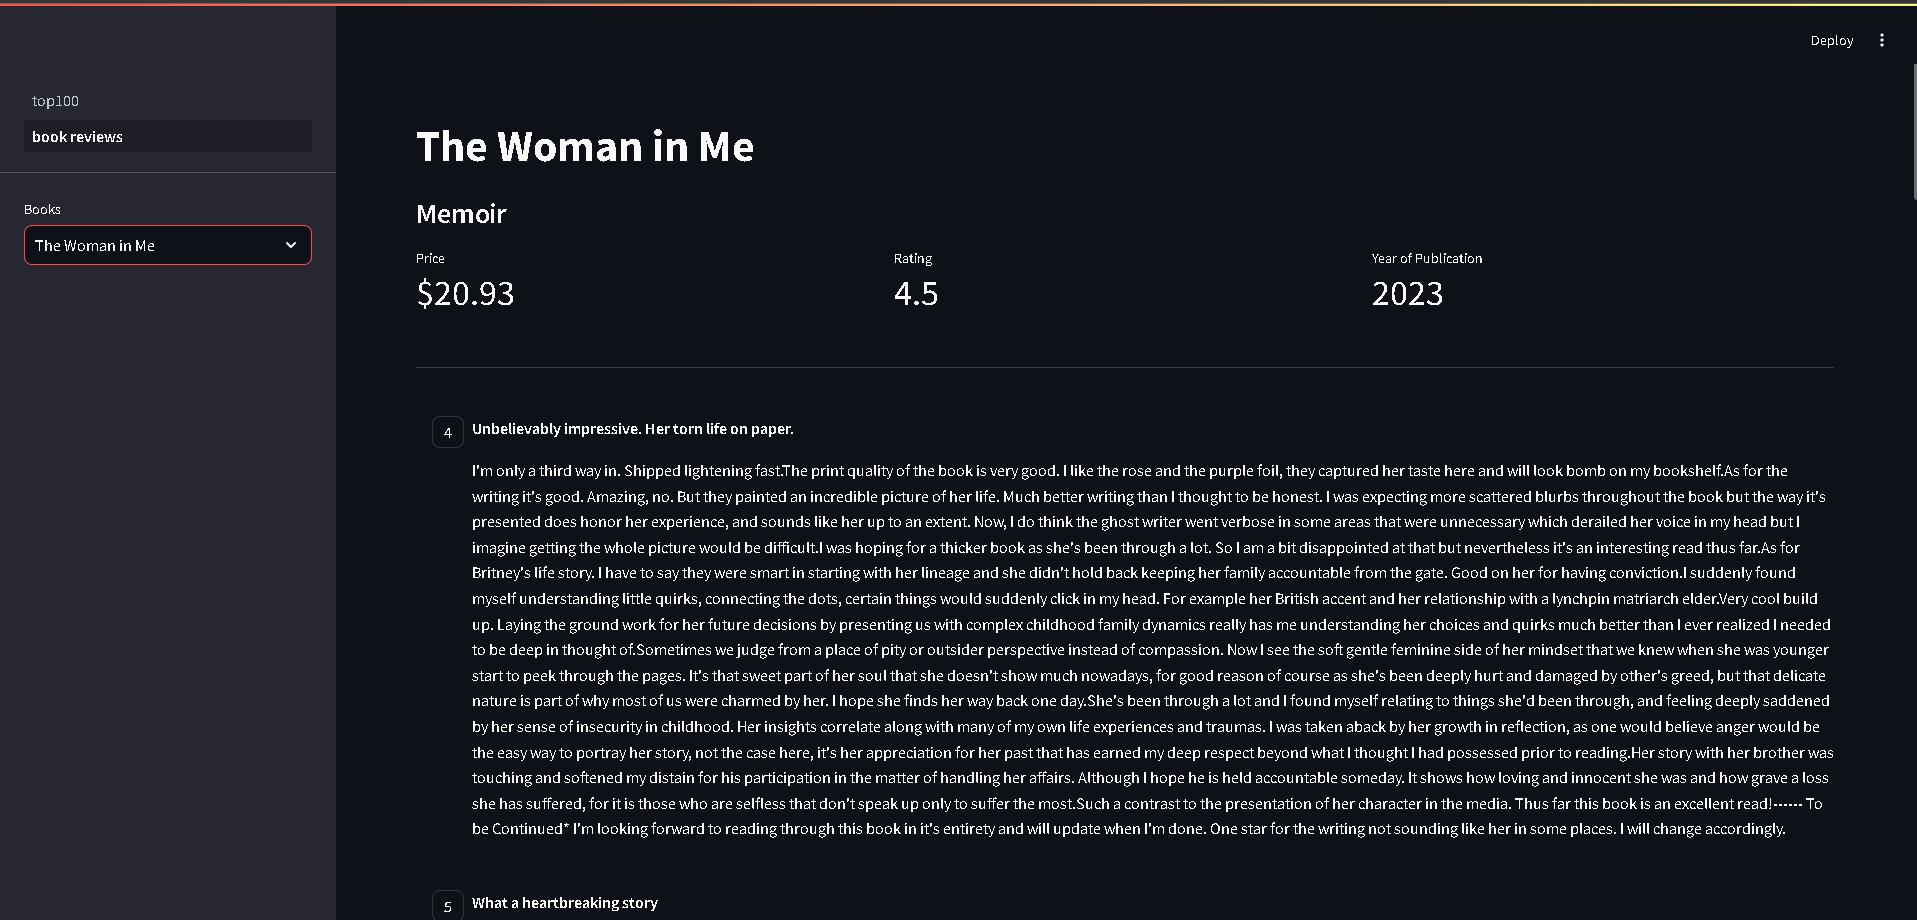 Deploy
top100
book reviews
Books
The Woman in Me
The Woman in Me
Memoir
Price
$20.93
Rating
4.5
Year of Publication
2023
4
Unbelievably impressive. Her torn life on paper.
I'm only a third way in. Shipped lightening fast.The print quality of the book is very good. I like the rose and the purple foil, they captured her taste here and will look bomb on my bookshelf.As for the
writing it's good. Amazing, no. But they painted an incredible picture of her life. Much better writing than I thought to be honest. I was expecting more scattered blurbs throughout the book but the way it's
presented does honor her experience, and sounds like her up to an extent. Now, I do think the ghost writer went verbose in some areas that were unnecessary which derailed her voice in my head but I
imagine getting the whole picture would be difficult.I was hoping for a thicker book as she's been through a lot. So I am a bit disappointed at that but nevertheless it's an interesting read thus far.As for
Britney's life story. I have to say they were smart in starting with her lineage and she didn't hold back keeping her family accountable from the gate. Good on her for having conviction.I suddenly found
myself understanding little quirks, connecting the dots, certain things would suddenly click in my head. For example her British accent and her relationship with a lynchpin matriarch elder.Very cool build
up. Laying the ground work for her future decisions by presenting us with complex childhood family dynamics really has me understanding her choices and quirks much better than I ever realized I needed
to be deep in thought of.Sometimes we judge from a place of pity or outsider perspective instead of compassion. Now I see the soft gentle feminine side of her mindset that we knew when she was younger
start to peek through the pages. It's that sweet part of her soul that she doesn't show much nowadays, for good reason of course as she's been deeply hurt and damaged by other's greed, but that delicate
nature is part of why most of us were charmed by her. I hope she finds her way back one day.She's been through a lot and I found myself relating to things she'd been through, and feeling deeply saddened
by her sense of insecurity in childhood. Her insights correlate along with many of my own life experiences and traumas. I was taken aback by her growth in reflection, as one would believe anger would be
the easy way to portray her story, not the case here, it's her appreciation for her past that has earned my deep respect beyond what I thought I had possessed prior to reading.Her story with her brother was
touching and softened my distain for his participation in the matter of handling her affairs. Although I hope he is held accountable someday. It shows how loving and innocent she was and how grave a loss
she has suffered, for it is those who are selfless that don't speak up only to suffer the most.Such a contrast to the presentation of her character in the media. Thus far this book is an excellent read!------ To
be Continued* I'm looking forward to reading through this book in it's entirety and will update when I'm done. One star for the writing not sounding like her in some places. I will change accordingly.
5
What a heartbreaking story